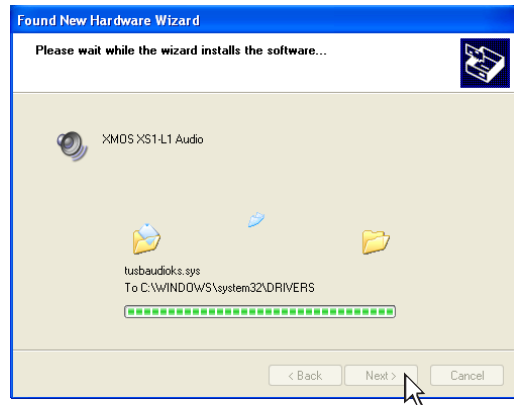 Found New Hardware Wizard
Please wait while the wizard installs the software...
XMOS XS1-L1 Audio
tusbaudioks.sys
To C:\WINDOWS\system32\DRIVERS
< Back Next > Cancel